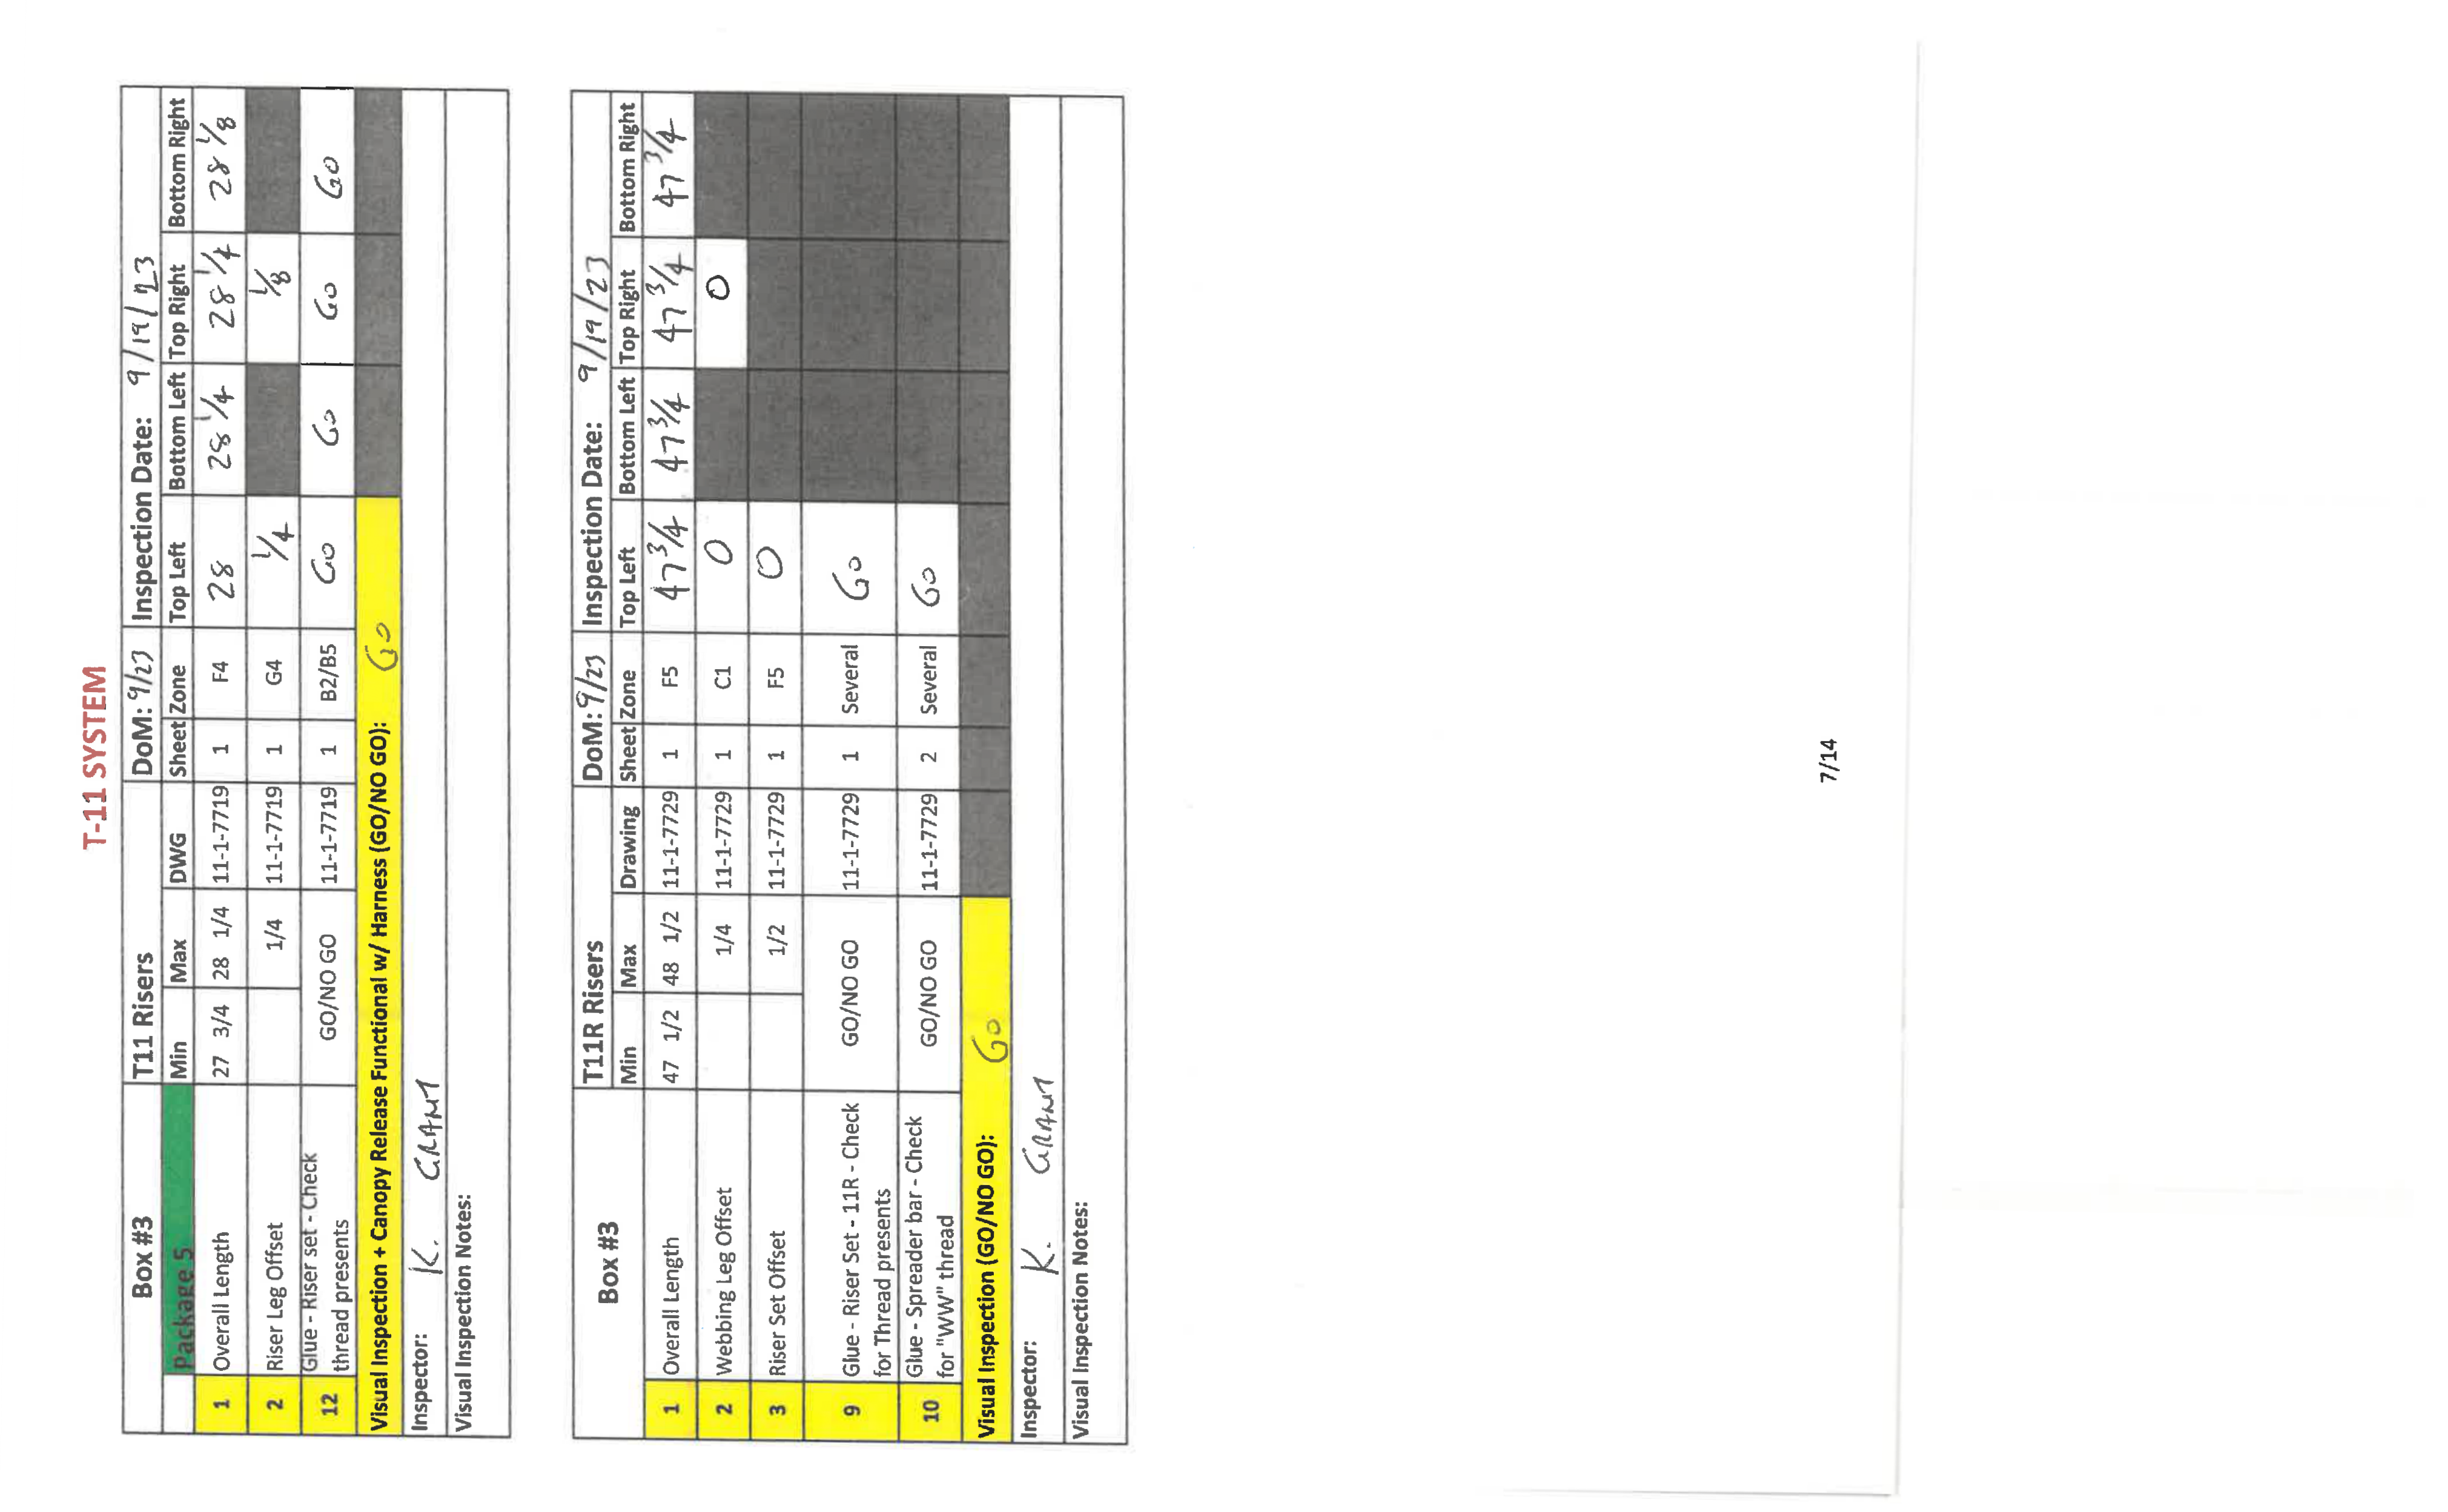 T-11 SYSTEM
Box #3 T11 Risers DoM: 9/23 Inspection Date: 9/19/23
Package 5 Min Max DWG Sheet Zone Top Left Bottom Left Top Right Bottom Right
1 Overall Length 27 3/4 28 1/4 11-1-7719 1 F4 28 28 1/4 28 1/4 28 1/8
2 Riser Leg Offset 1/4 11-1-7719 1 G4 1/4 1/8
12 Glue - Riser set - Check thread presents GO/NO GO 11-1-7719 1 B2/B5 Go Go Go Go
Visual Inspection + Canopy Release Functional w/ Harness (GO/NO GO): Go
Inspector: K. GRANT
Visual Inspection Notes:
Box #3 T11R Risers DoM: 9/23 Inspection Date: 9/19/23
Min Max Drawing Sheet Zone Top Left Bottom Left Top Right Bottom Right
1 Overall Length 47 1/2 48 1/2 11-1-7729 1 F5 47 3/4 47 3/4 47 3/4 47 3/4
2 Webbing Leg Offset 1/4 11-1-7729 1 C1 0 0
3 Riser Set Offset 1/2 11-1-7729 1 F5 0
9 Glue - Riser Set - 11R - Check for Thread presents GO/NO GO 11-1-7729 1 Several Go
10 Glue - Spreader bar - Check for "WW" thread GO/NO GO 11-1-7729 2 Several Go
Visual Inspection (GO/NO GO): Go
Inspector: K. GRANT
Visual Inspection Notes:
7/14